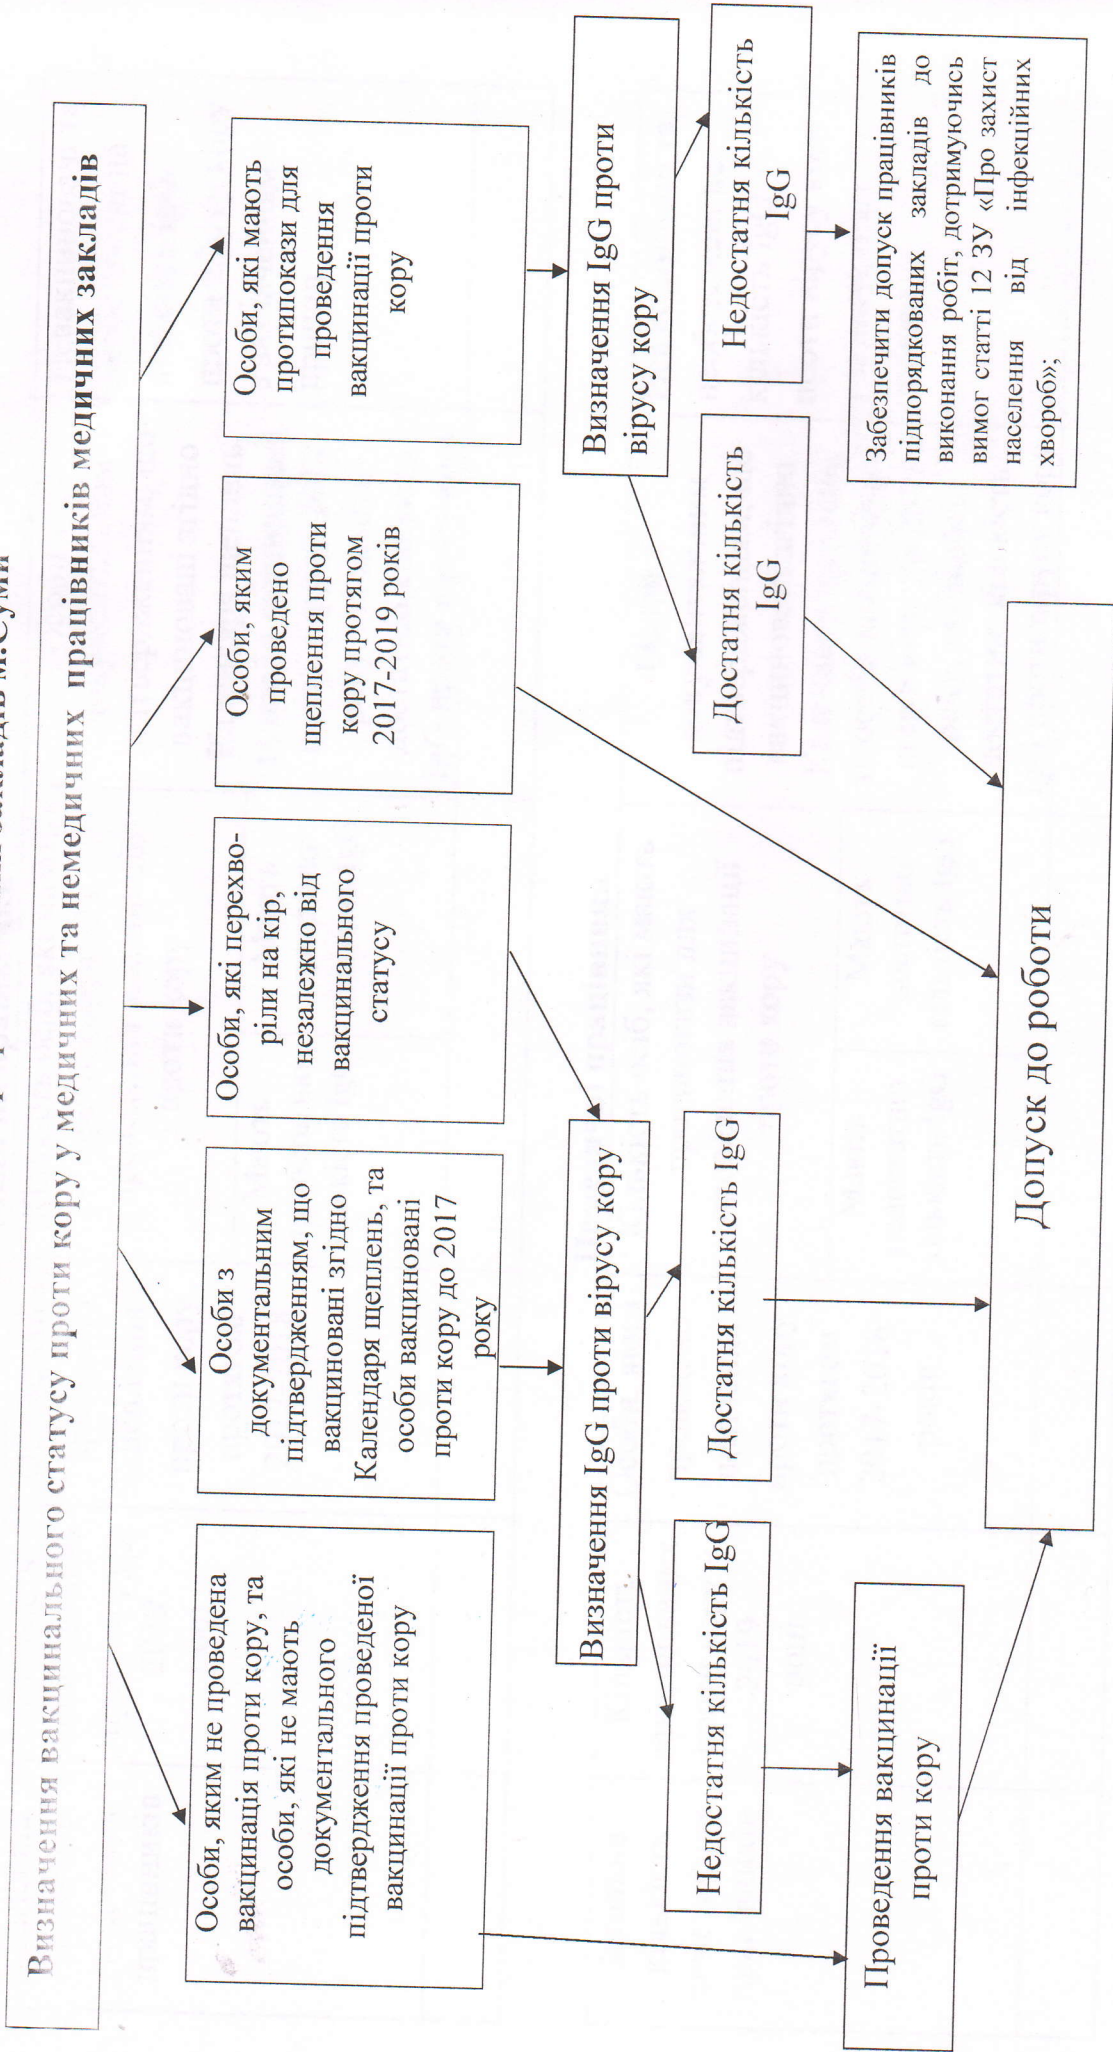 закладів м.Суми
Визначення вакцинального статусу проти кору у медичних та немедичних працівників медичних закладів
Особи, яким не проведена
вакцинація проти кору, та
особи, які не мають
документального
підтвердження проведеної
вакцинації проти кору
Особи з
документальним
підтвердженням, що
вакциновані згідно
Календаря щеплень, та
особи вакциновані
проти кору до 2017
року
Особи, які перехво-
ріли на кір,
незалежно від
вакцинального
статусу
Особи, яким
проведено
щеплення проти
кору протягом
2017-2019 років
Особи, які мають
протипокази для
проведення
вакцинації проти
кору
Визначення IgG проти вірусу кору
Визначення IgG проти
вірусу кору
Недостатня кількість IgG
Достатня кількість IgG
Достатня кількість
IgG
Недостатня кількість
IgG
Проведення вакцинації
проти кору
Забезпечити допуск працівників
підпорядкованих закладів до
виконання робіт, дотримуючись
вимог статті 12 ЗУ «Про захист
населення від інфекційних
хвороб»;
Допуск до роботи